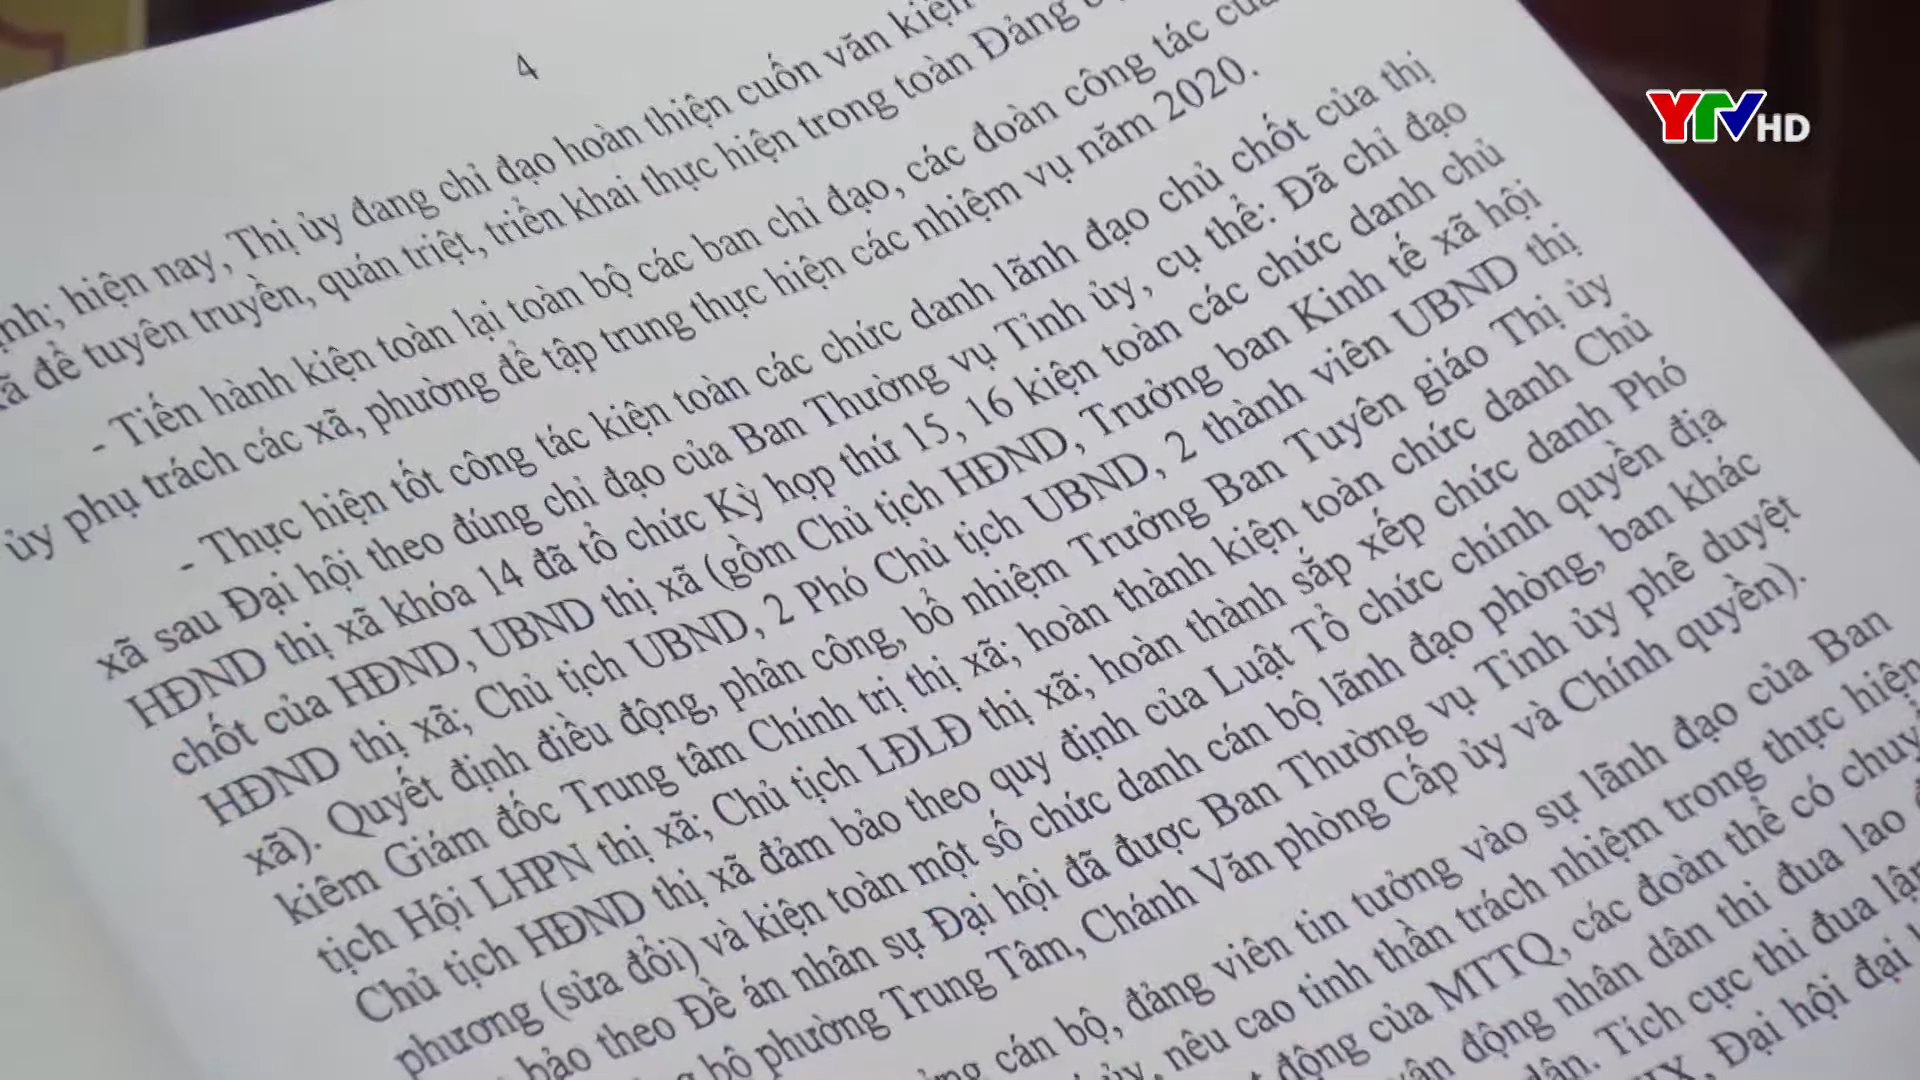 4
YTV HD
hiện nay, Thị ủy đang chỉ đạo hoàn thiện cuốn văn kiện
để tuyên truyền, quán triệt, triển khai thực hiện trong toàn Đảng
- Tiến hành kiện toàn lại toàn bộ các ban chỉ đạo, các đoàn công tác của
ủy phụ trách các xã, phường để tập trung thực hiện các nhiệm vụ năm 2020.
- Thực hiện tốt công tác kiện toàn các chức danh lãnh đạo chủ chốt của thị
xã sau Đại hội theo đúng chỉ đạo của Ban Thường vụ Tỉnh ủy, cụ thể: Đã chỉ đạo
HĐND thị xã khóa 14 đã tổ chức Kỳ họp thứ 15, 16 kiện toàn các chức danh chủ
chốt của HĐND, UBND thị xã (gồm Chủ tịch HĐND, Trưởng ban Kinh tế xã hội
HĐND thị xã; Chủ tịch UBND, 2 Phó Chủ tịch UBND, 2 thành viên UBND thị
xã). Quyết định điều động, phân công, bổ nhiệm Trưởng Ban Tuyên giáo Thị ủy
kiêm Giám đốc Trung tâm Chính trị thị xã; hoàn thành kiện toàn chức danh Chủ
tịch Hội LHPN thị xã; Chủ tịch LĐLĐ thị xã; hoàn thành sắp xếp chức danh Phó
Chủ tịch HĐND thị xã đảm bảo theo quy định của Luật Tổ chức chính quyền địa
phương (sửa đổi) và kiện toàn một số chức danh cán bộ lãnh đạo phòng, ban khác
bảo theo Đề án nhân sự Đại hội đã được Ban Thường vụ Tỉnh ủy phê duyệt
bộ phường Trung Tâm, Chánh Văn phòng Cấp ủy và Chính quyền).
cán bộ, đảng viên tin tưởng vào sự lãnh đạo của Ban
nêu cao tinh thần trách nhiệm trong thực hiện
động của MTTQ, các đoàn thể có
động nhân dân thi đua lao
Tích cực thi đua lập
Đại hội đại